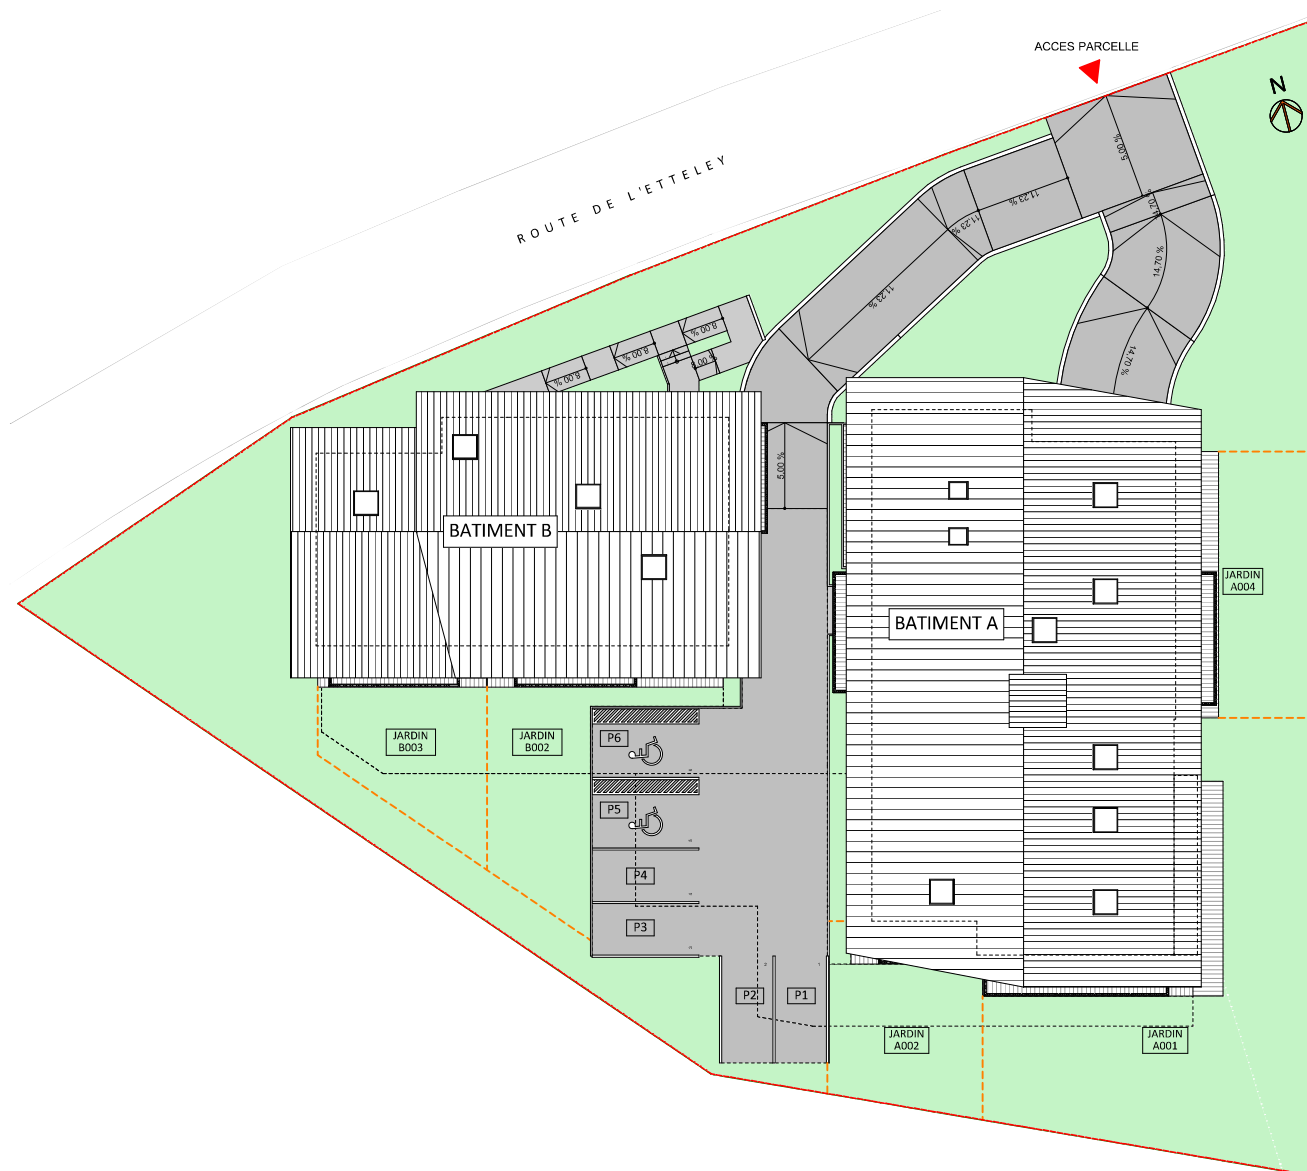 ACCES PARCELLE
N
ROUTE DE L'ETTELEY
5.00 %
11.23 %
11.23 %
14.70 %
14.70 %
11.23 %
14.70 %
8.00 %
8.00 %
8.00 %
5.00 %
BATIMENT B
BATIMENT A
JARDIN
A004
JARDIN
B003
JARDIN
B002
P6
P5
P4
P3
P2
P1
JARDIN
A002
JARDIN
A001